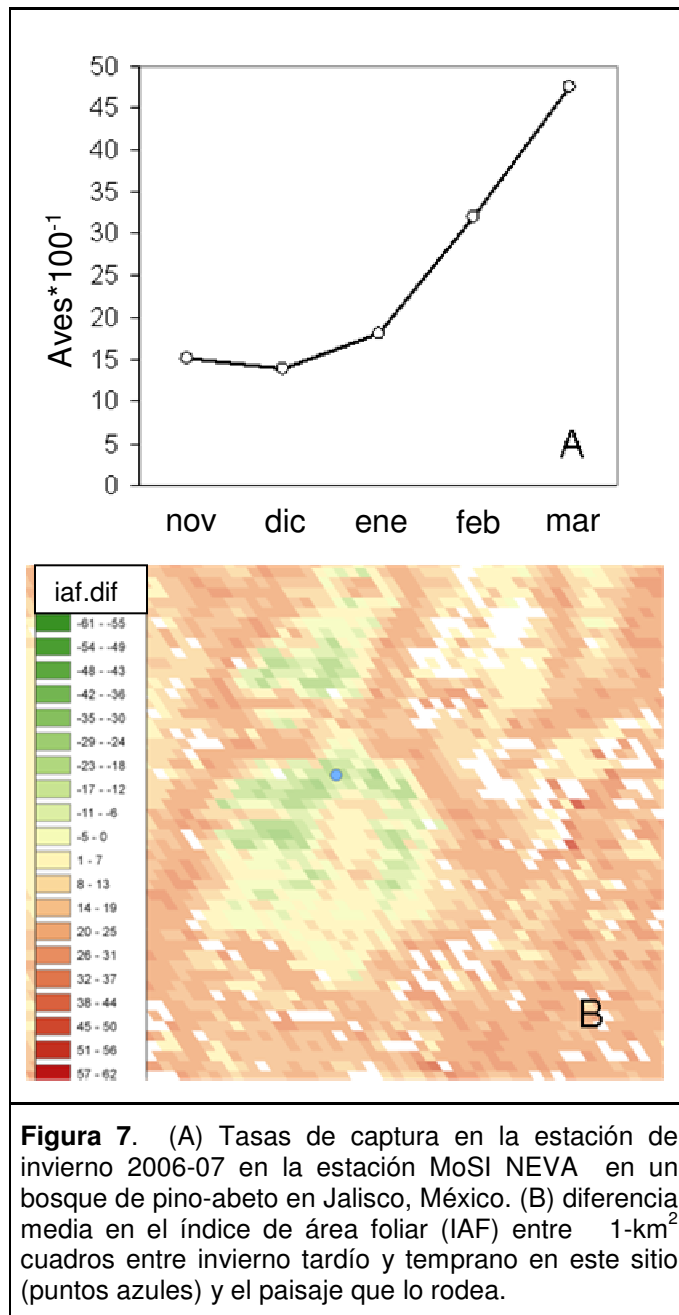 50
45
40
35
30
25
20
15
10
5
0
Aves*100⁻¹
A
nov dic ene feb mar
iaf.dif
-61 - -55
-54 - -49
-48 - -43
-42 - -36
-35 - -30
-29 - -24
-23 - -18
-17 - -12
-11 - -6
-5 - 0
1 - 7
8 - 13
14 - 19
20 - 25
26 - 31
32 - 37
38 - 44
45 - 50
51 - 56
57 - 62
B
Figura 7. (A) Tasas de captura en la estación de
invierno 2006-07 en la estación MoSI NEVA en un
bosque de pino-abeto en Jalisco, México. (B) diferencia
media en el índice de área foliar (IAF) entre 1-km²
cuadros entre invierno tardío y temprano en este sitio
(puntos azules) y el paisaje que lo rodea.